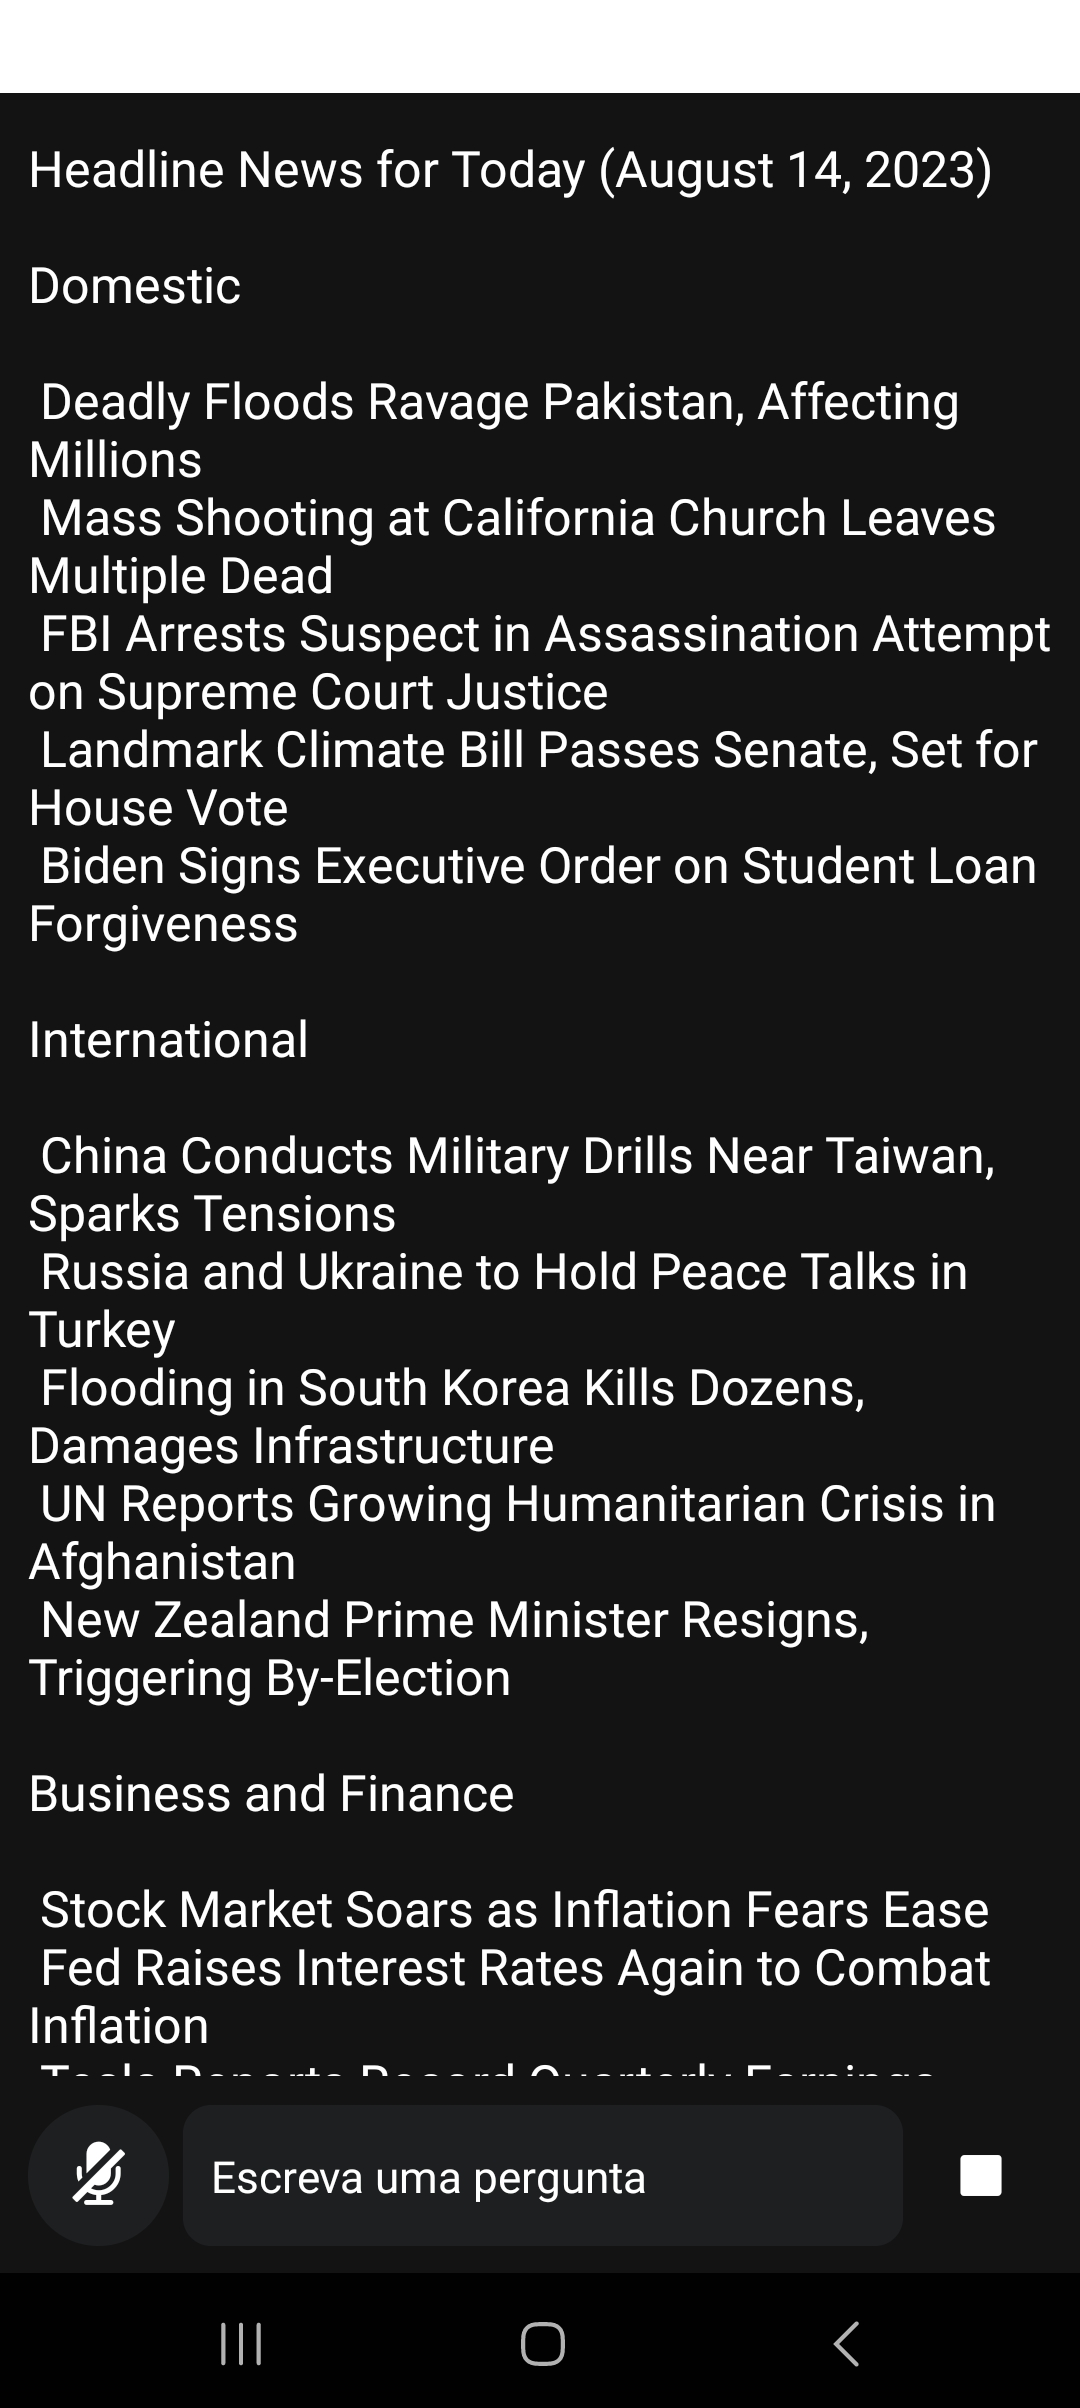 Headline News for Today (August 14, 2023)
Domestic
Deadly Floods Ravage Pakistan, Affecting
Millions
Mass Shooting at California Church Leaves
Multiple Dead
FBI Arrests Suspect in Assassination Attempt
on Supreme Court Justice
Landmark Climate Bill Passes Senate, Set for
House Vote
Biden Signs Executive Order on Student Loan
Forgiveness
International
China Conducts Military Drills Near Taiwan,
Sparks Tensions
Russia and Ukraine to Hold Peace Talks in
Turkey
Flooding in South Korea Kills Dozens,
Damages Infrastructure
UN Reports Growing Humanitarian Crisis in
Afghanistan
New Zealand Prime Minister Resigns,
Triggering By-Election
Business and Finance
Stock Market Soars as Inflation Fears Ease
Fed Raises Interest Rates Again to Combat
Inflation
Tesla Reports Record Quarterly Earnings
Escreva uma pergunta